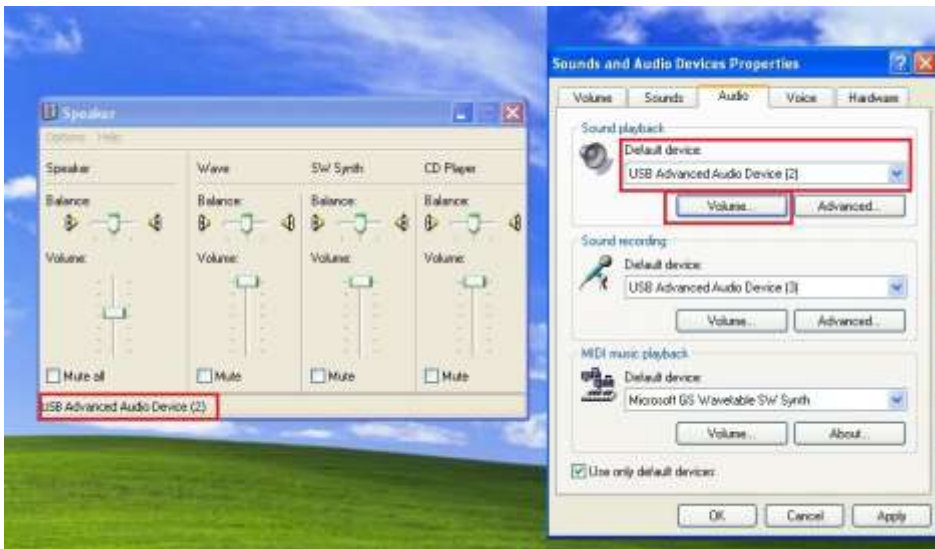 Speaker
Options Help
Speaker
Wave
SW Synth
CD Player
Balance
Balance:
Balance:
Balance:
Volume:
Volume:
Volume:
Volume:
Mute all
Mute
Mute
Mute
USB Advanced Audio Device (2)
Sounds and Audio Devices Properties
Volume
Sounds
Audio
Voice
Hardware
Sound playback
Default device:
USB Advanced Audio Device (2)
Volume...
Advanced...
Sound recording
Default device:
USB Advanced Audio Device (3)
Volume...
Advanced...
MIDI music playback
Default device:
Microsoft GS Wavetable SW Synth
Volume...
About...
Use only default devices
OK
Cancel
Apply